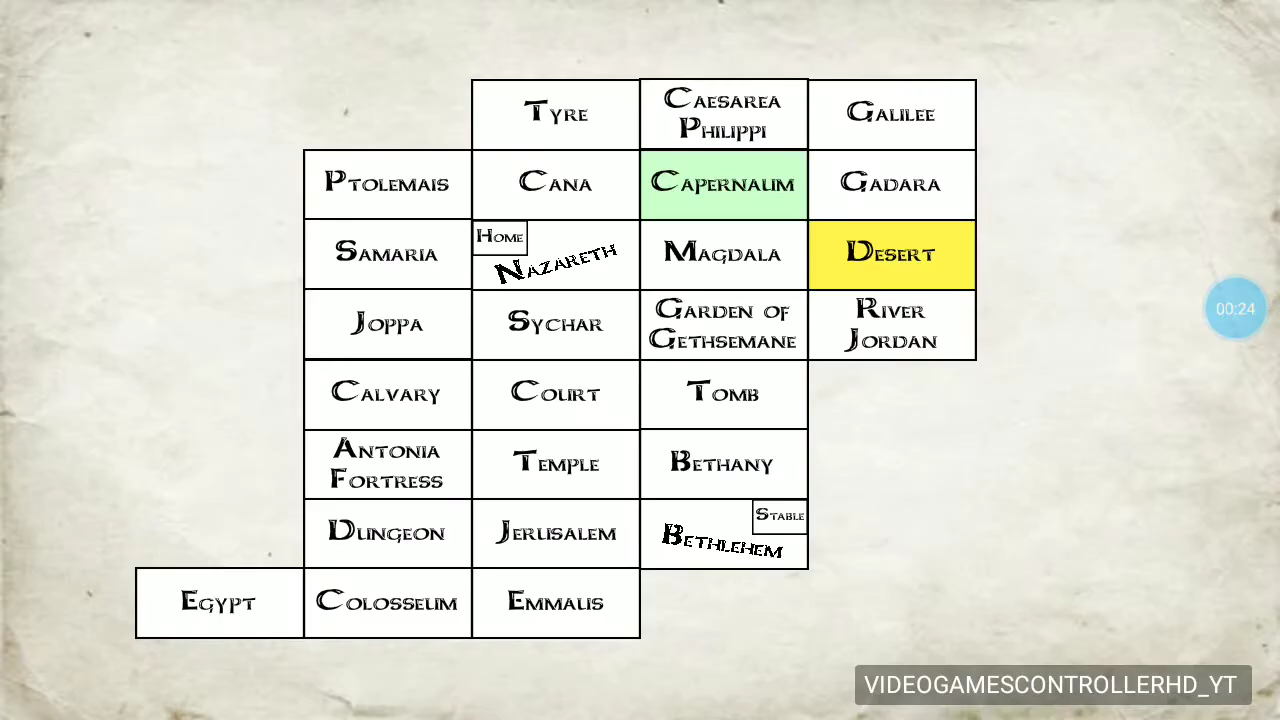 Tyre
Caesarea
Philippi
Galilee
Ptolemais
Cana
Capernaum
Gadara
Samaria
Home
Nazareth
Magdala
Desert
Joppa
Sychar
Garden of
Gethsemane
River
Jordan
Calvary
Court
Tomb
Antonia
Fortress
Temple
Bethany
Dungeon
Jerusalem
Stable
Bethlehem
Egypt
Colosseum
Emmaus
00:24
VIDEOGAMESCONTROLLERHD_YT